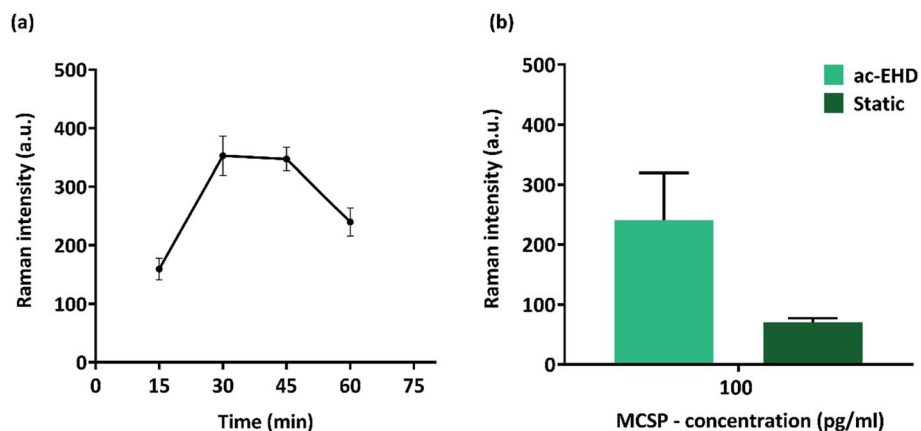 (a)
500
400
300
200
100
0
Raman intensity (a.u.)
0 15 30 45 60 75
Time (min)
(b)
500
400
300
200
100
0
Raman intensity (a.u.)
ac-EHD
Static
100
MCSP - concentration (pg/ml)